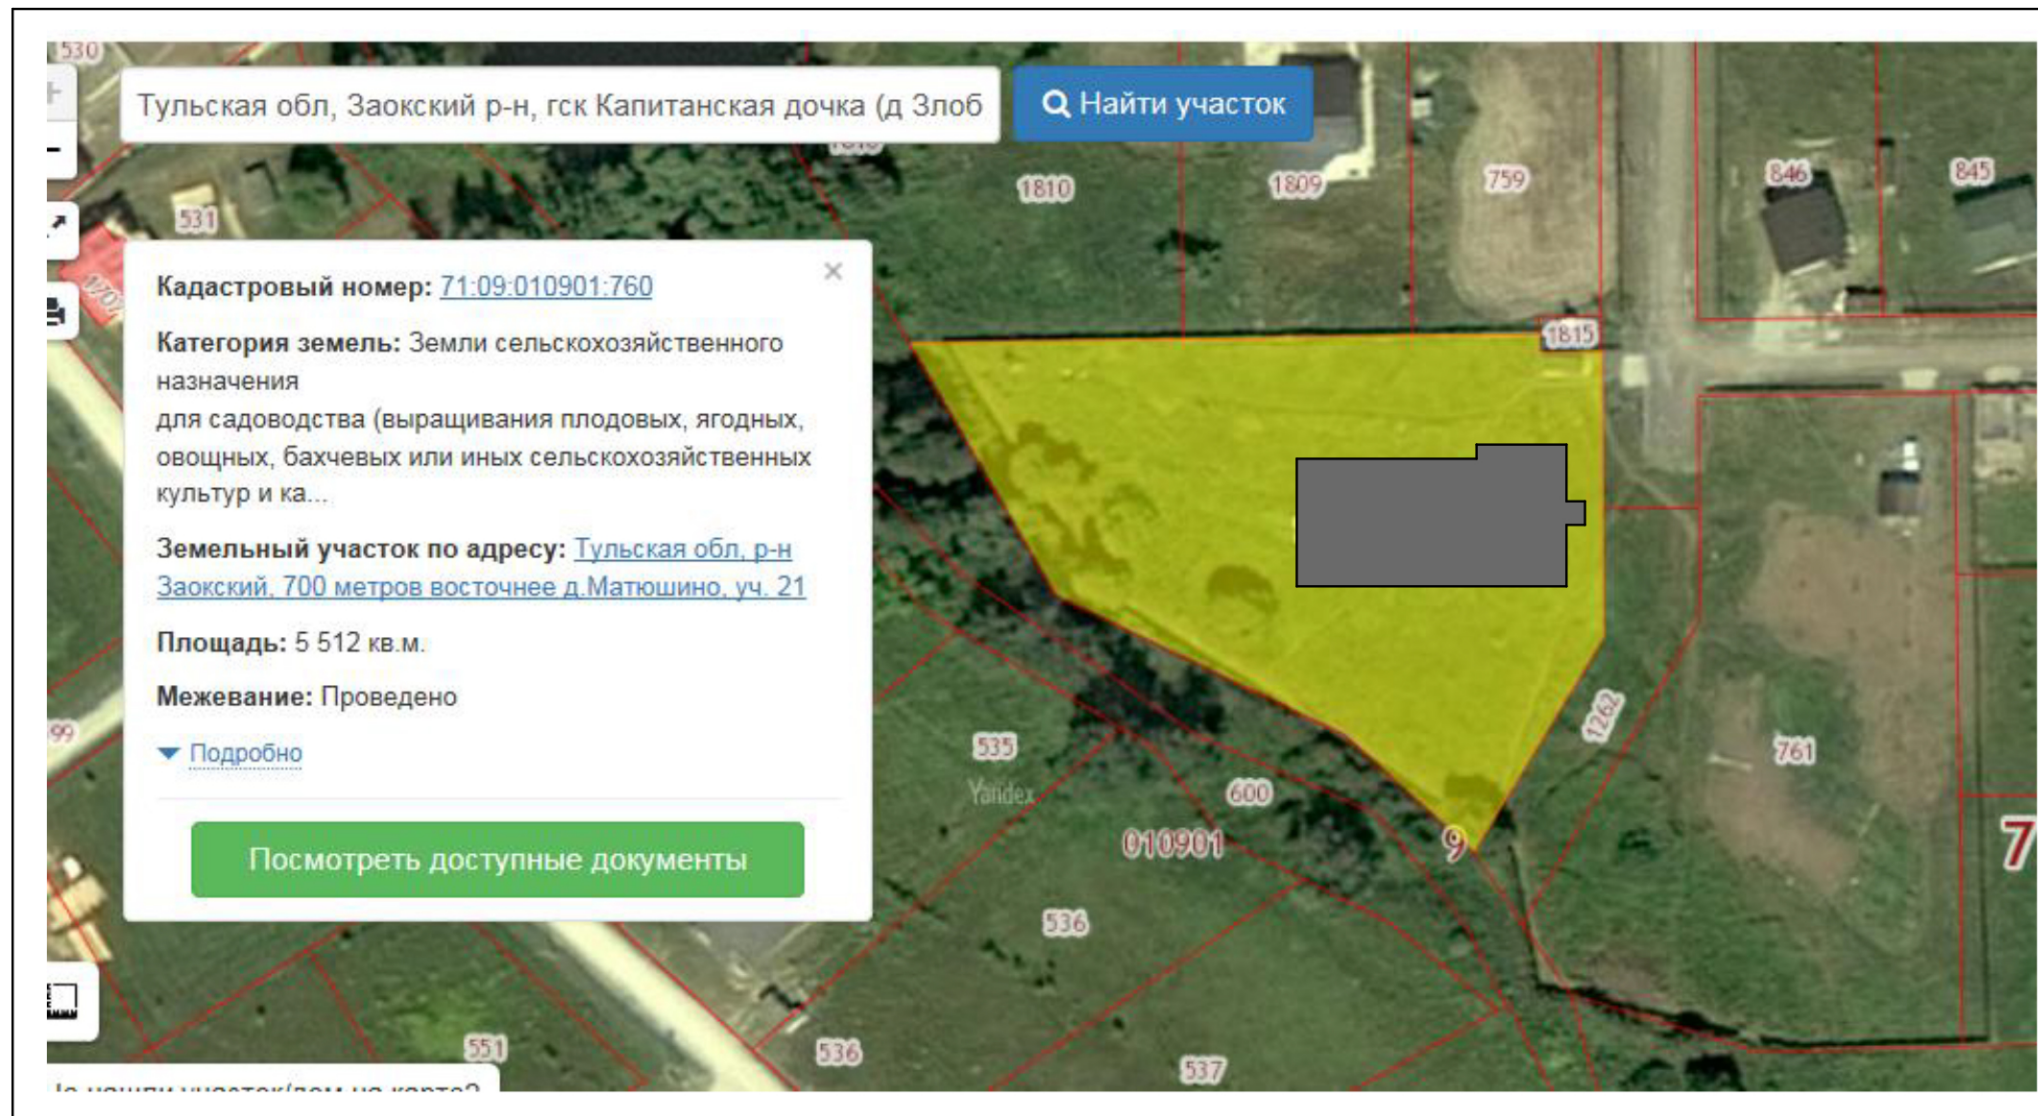 530
Тульская обл, Заокский р-н, гск Капитанская дочка (д Злоб
Найти участок
1810
1809
759
846
845
531
Кадастровый номер: 71:09:010901:760
Категория земель: Земли сельскохозяйственного
назначения
для садоводства (выращивания плодовых, ягодных,
овощных, бахчевых или иных сельскохозяйственных
культур и ка...
Земельный участок по адресу: Тульская обл, р-н
Заокский, 700 метров восточнее д.Матюшино, уч. 21
Площадь: 5 512 кв.м.
Межевание: Проведено
Подробно
Посмотреть доступные документы
1815
1262
99
535
761
Yandex
600
010901
9
7
536
551
536
537